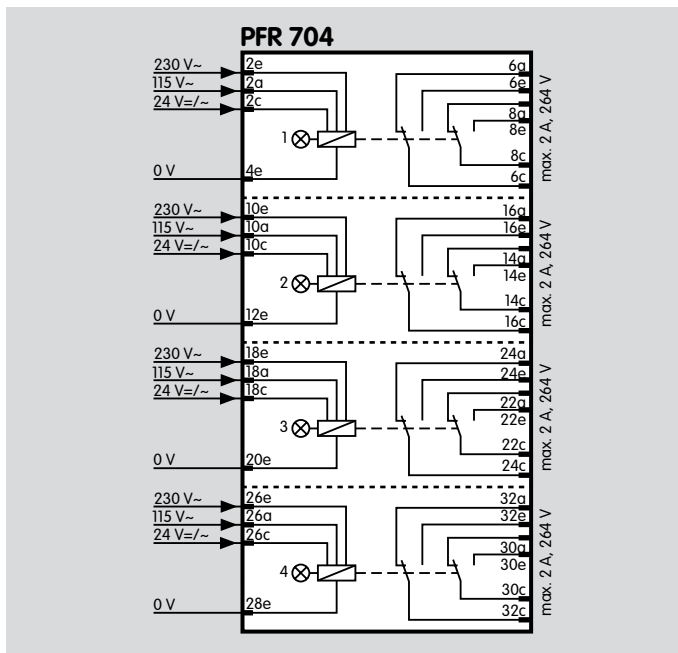 PFR 704
230 V~ 2e 6a
115 V~ 2a 6e
24 V=/~ 2c
8a
1 8e
8c
0 V 4e 6c
max. 2 A, 264 V
230 V~ 10e 16a
115 V~ 10a 16e
24 V=/~ 10c
14a
2 14e
14c
0 V 12e 16c
max. 2 A, 264 V
230 V~ 18e 24a
115 V~ 18a 24e
24 V=/~ 18c
22a
3 22e
22c
0 V 20e 24c
max. 2 A, 264 V
230 V~ 26e 32a
115 V~ 26a 32e
24 V=/~ 26c
30a
4 30e
30c
0 V 28e 32c
max. 2 A, 264 V